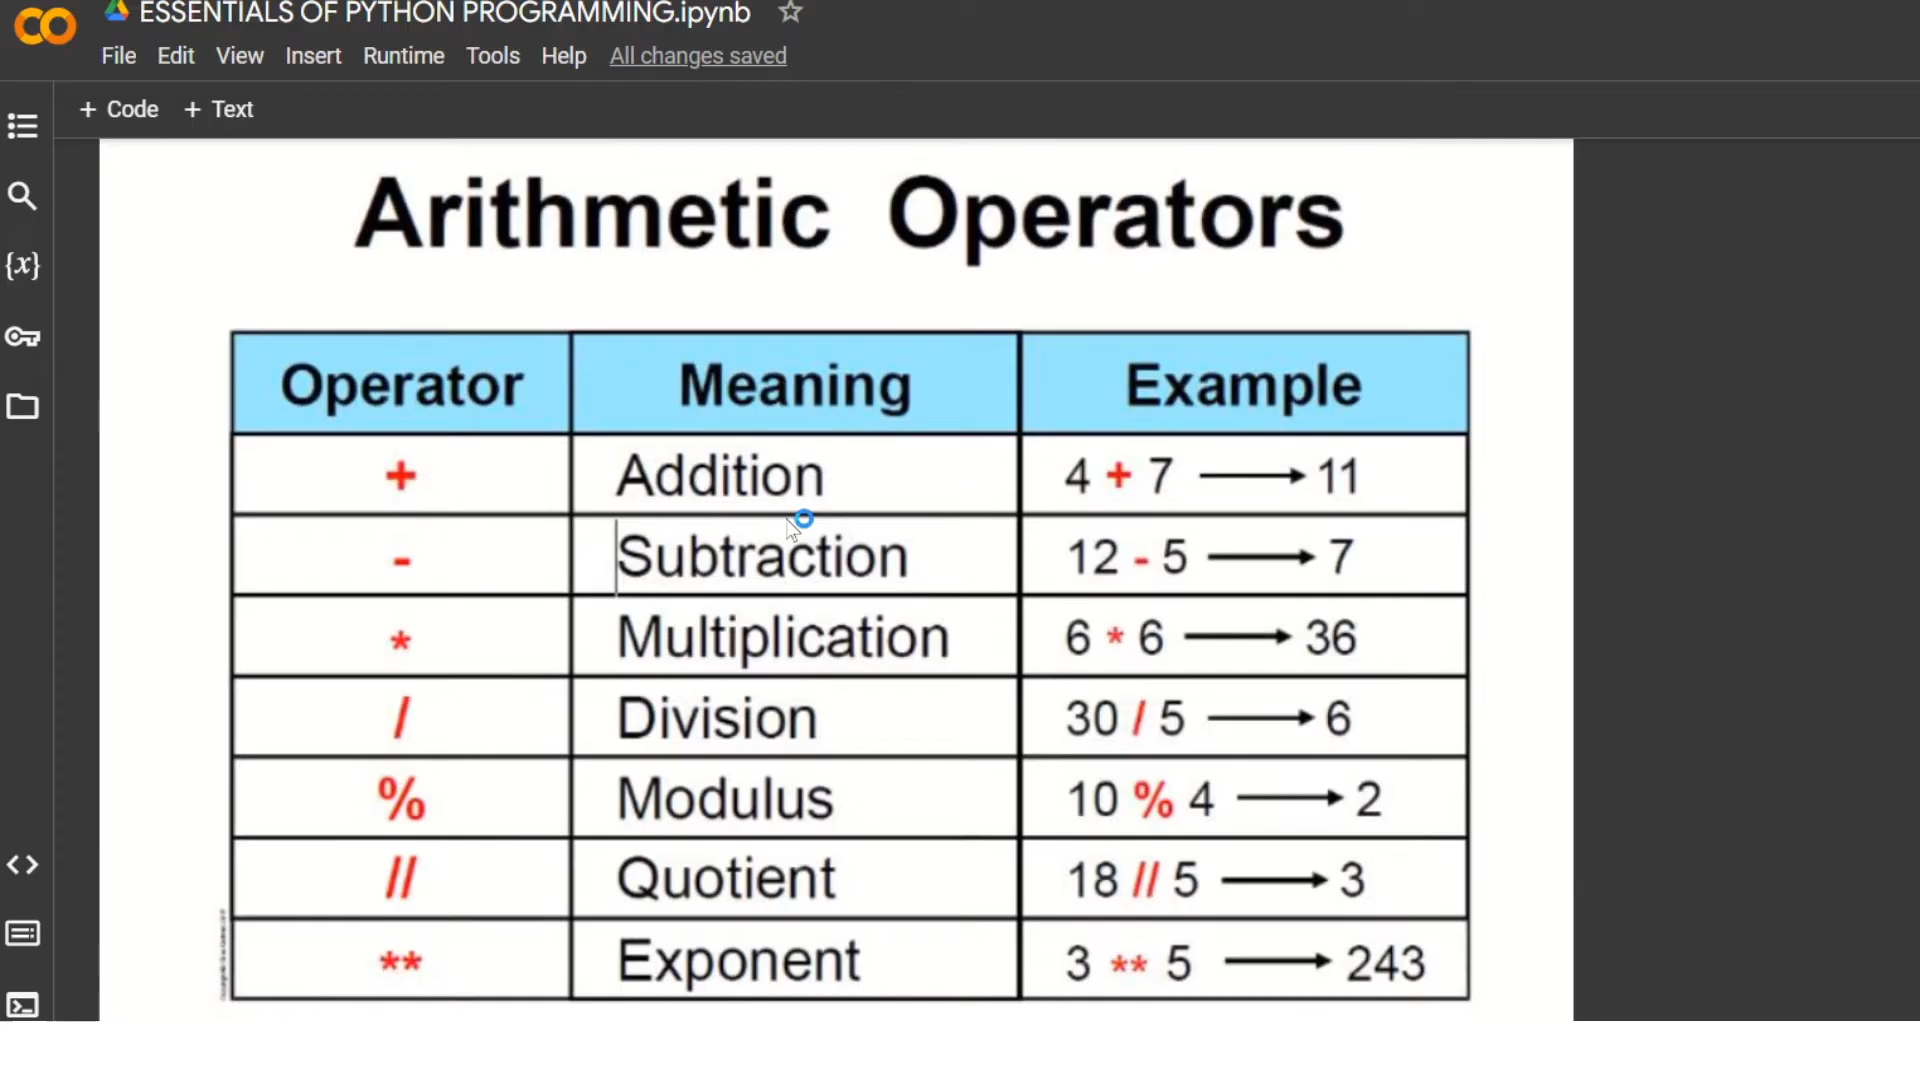 ESSENTIALS OF PYTHON PROGRAMMING.ipynb
File Edit View Insert Runtime Tools Help All changes saved
+ Code + Text
{x}
Arithmetic Operators
Operator Meaning Example
+ Addition 4 + 7 → 11
- Subtraction 12 - 5 → 7
* Multiplication 6 * 6 → 36
/ Division 30 / 5 → 6
% Modulus 10 % 4 → 2
// Quotient 18 // 5 → 3
** Exponent 3 ** 5 → 243